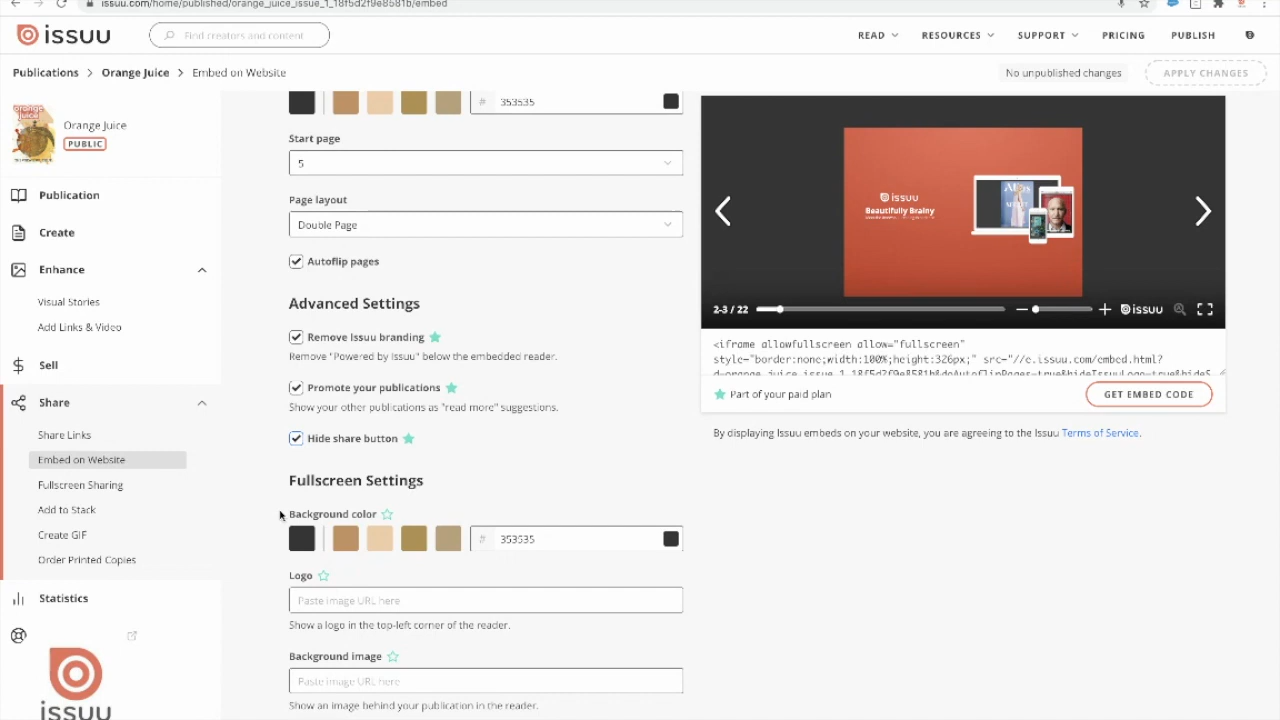 issuu.com/home/published/orange_juice_issue_1_18f5d2f9e8581b/embed
issuu
Find creators and content
READ
RESOURCES
SUPPORT
PRICING
PUBLISH
Publications > Orange Juice > Embed on Website
No unpublished changes
APPLY CHANGES
orange
juice
Orange Juice
PUBLIC
Publication
Create
Enhance
Visual Stories
Add Links & Video
Sell
Share
Share Links
Embed on Website
Fullscreen Sharing
Add to Stack
Create GIF
Order Printed Copies
Statistics
issuu
# 353535
Start page
5
Page layout
Double Page
Autoflip pages
Advanced Settings
Remove Issuu branding
Remove "Powered by Issuu" below the embedded reader.
Promote your publications
Show your other publications as "read more" suggestions.
Hide share button
Fullscreen Settings
Background color
# 353535
Logo
Paste image URL here
Show a logo in the top-left corner of the reader.
Background image
Paste image URL here
Show an image behind your publication in the reader.
issuu
Beautifully Brainy
2-3 / 22
issuu
<iframe allowfullscreen allow="fullscreen"
style="border:none;width:100%;height:326px;" src="//e.issuu.com/embed.html?
d=orange_juice_issue_1_18f5d2f9e8581b&doAutoflipPages=true&hideIssuuLogo=true&hideS
Part of your paid plan
GET EMBED CODE
By displaying Issuu embeds on your website, you are agreeing to the Issuu Terms of Service.